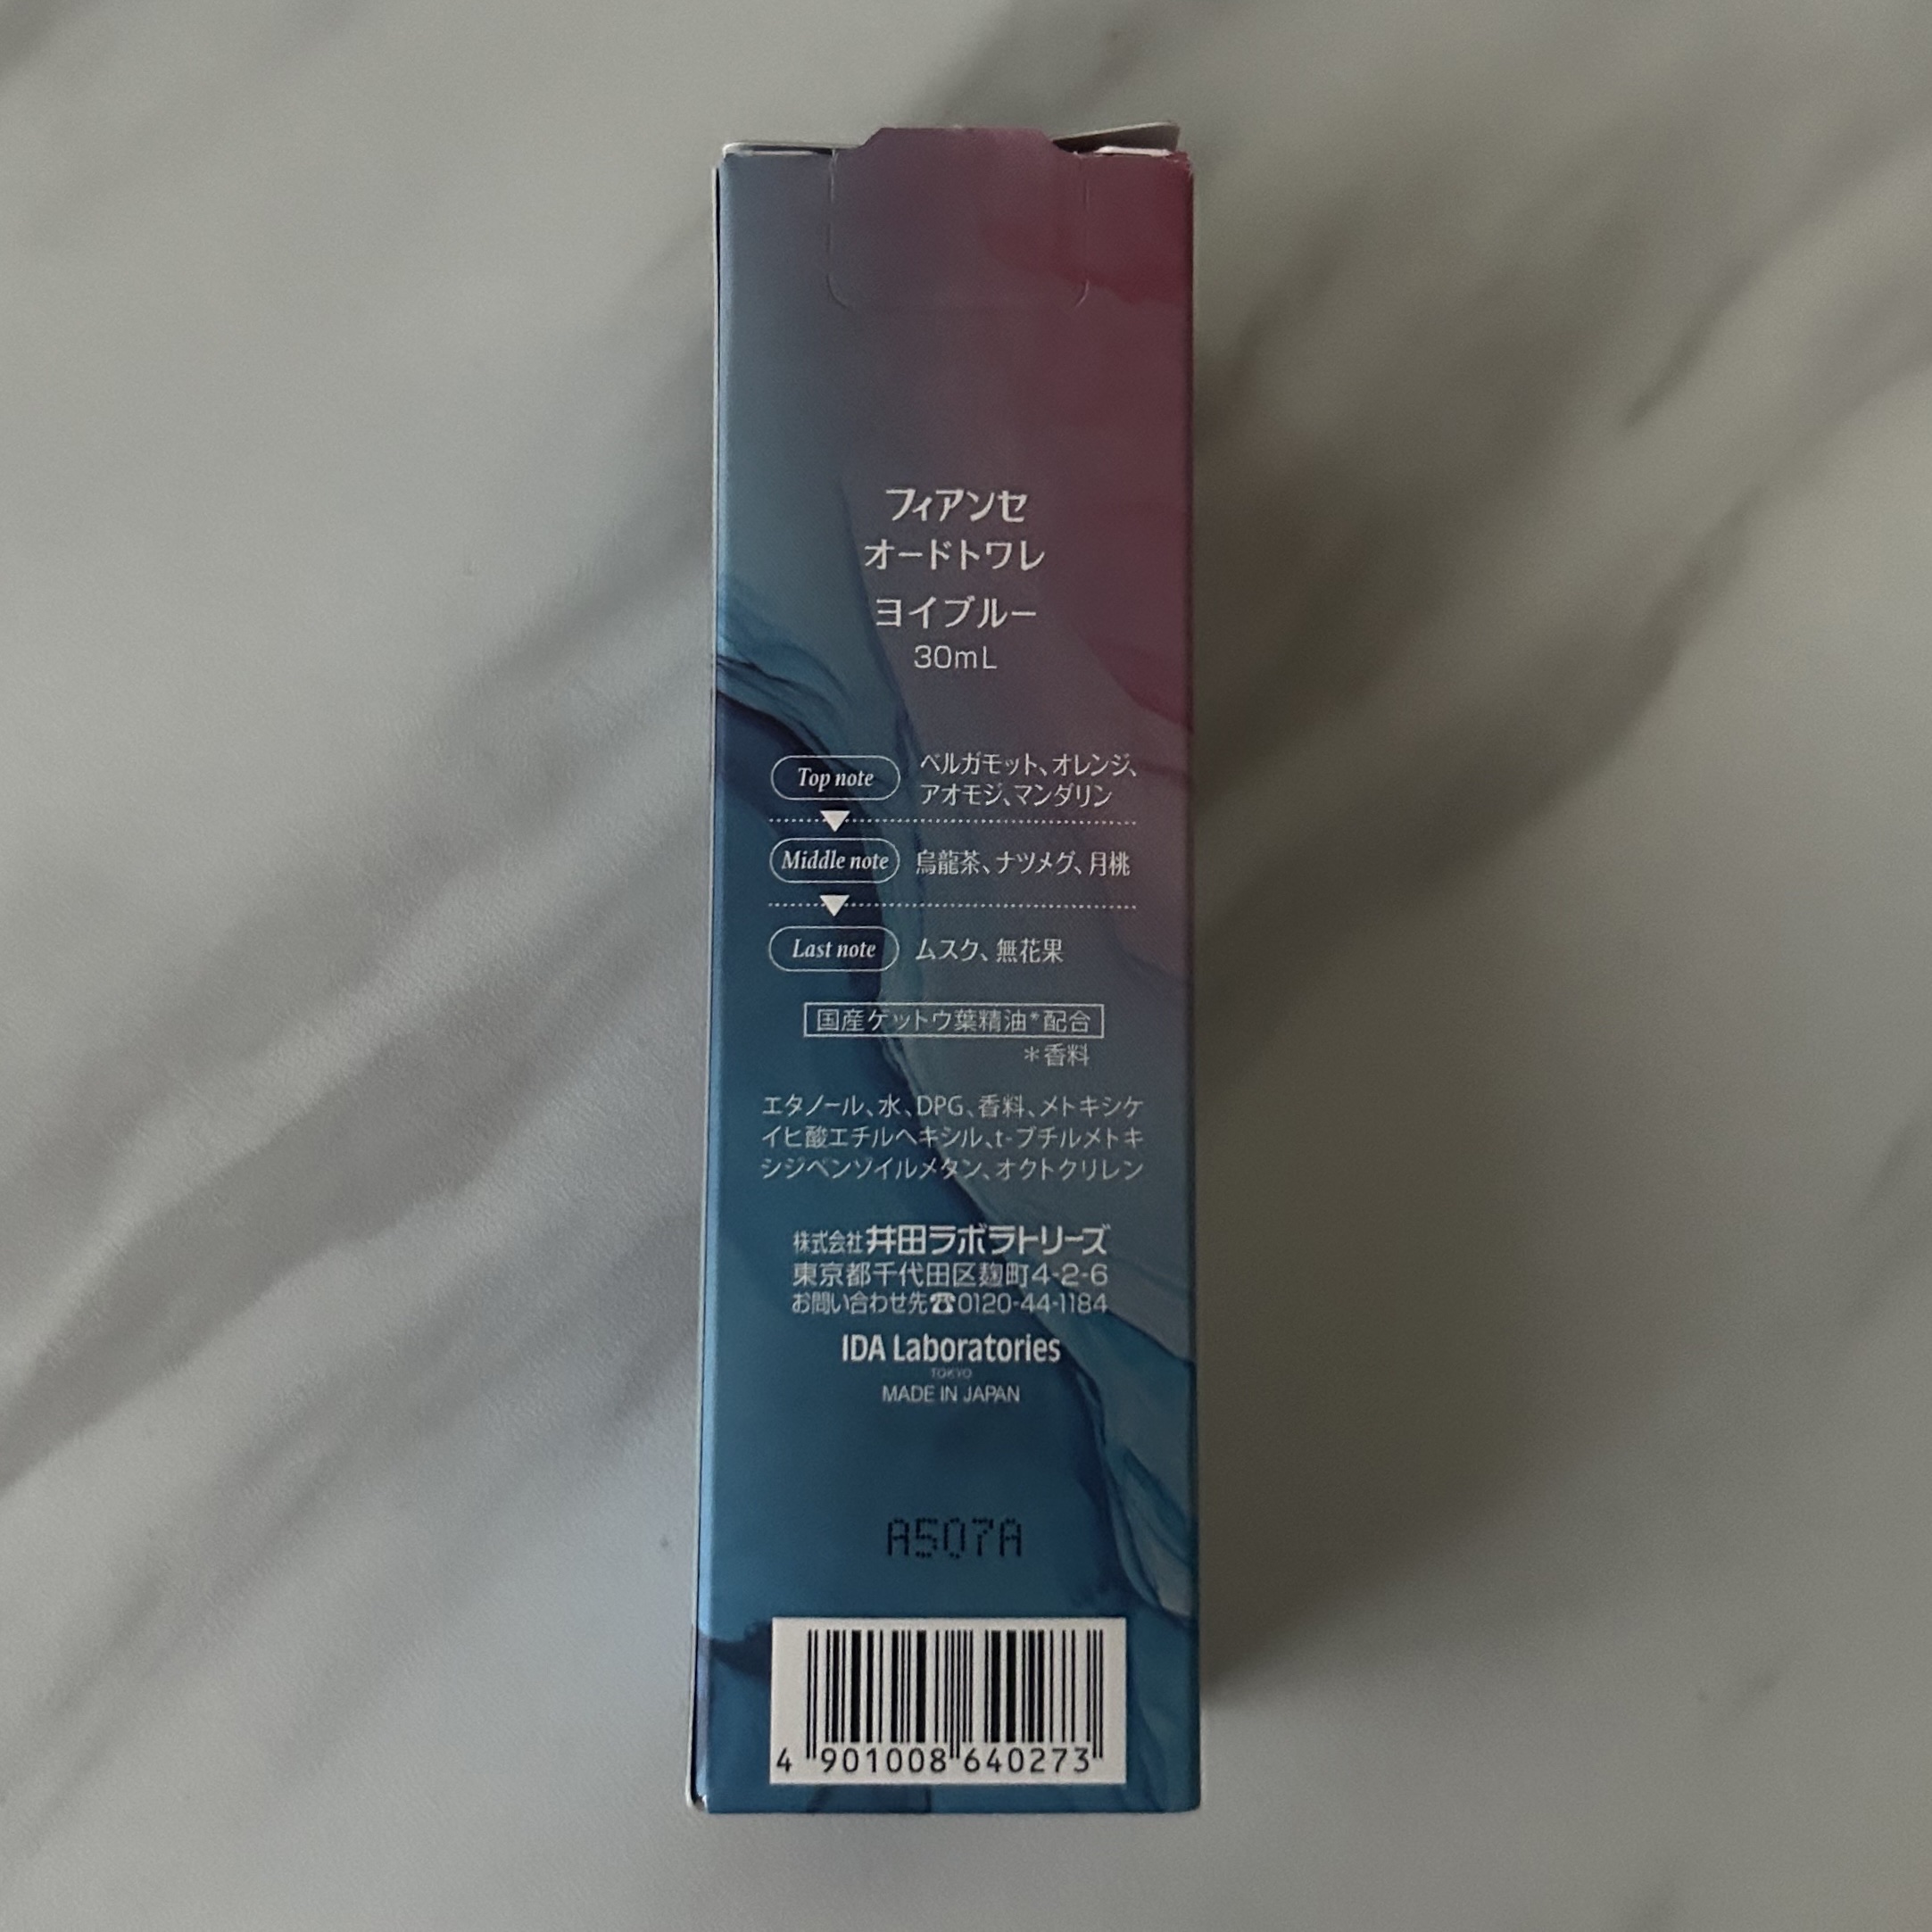 フィアンセ
オードトワレ
ヨイブルー
30mL
Top note ベルガモット、オレンジ、
アオモジ、マンダリン
Middle note 烏龍茶、ナツメグ、月桃
Last note ムスク、無花果
国産ゲットウ葉精油*配合
*香料
エタノール、水、DPG、香料、メトキシケ
イヒ酸エチルヘキシル、t-ブチルメトキ
シジベンゾイルメタン、オクトクリレン
株式会社井田ラボラトリーズ
東京都千代田区麹町4-2-6
お問い合わせ先☎0120-44-1184
IDA Laboratories
TOKYO
MADE IN JAPAN
A507A
4 901008 640273